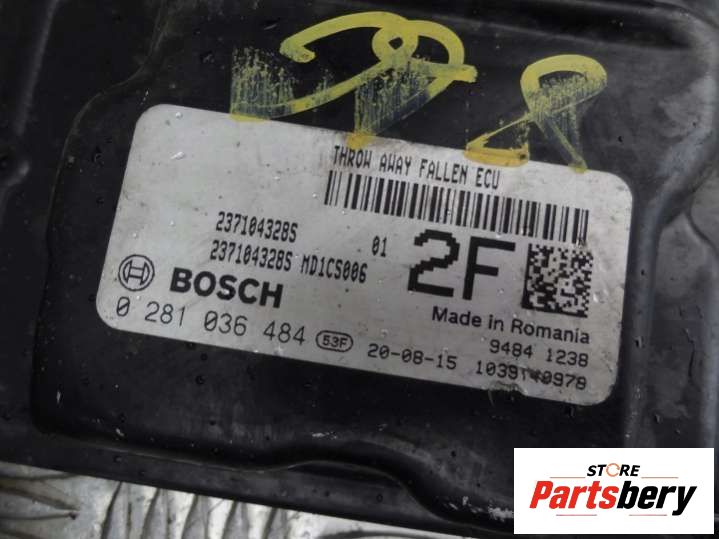 THROW AWAY FALLEN ECU
237104328S
237104328S MD1CS006
01
2F
BOSCH
Made in Romania
0 281 036 484 53F 20-08-15
9484 1238
STORE
Partsbery